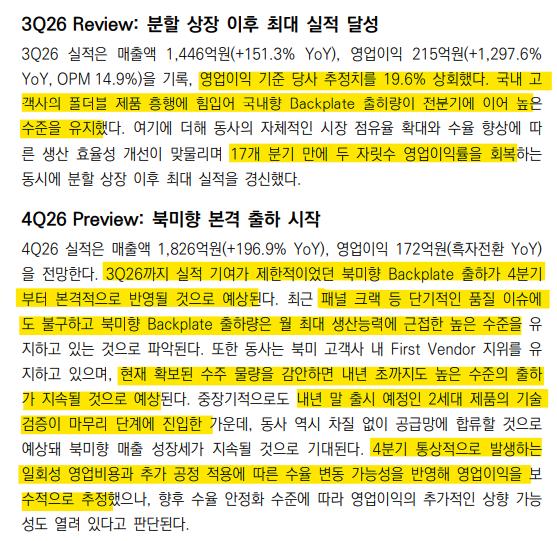 3Q26 Review: 분할 상장 이후 최대 실적 달성
3Q26 실적은 매출액 1,446억원(+151.3% YoY), 영업이익 215억원(+1,297.6%
YoY, OPM 14.9%)을 기록, 영업이익 기준 당사 추정치를 19.6% 상회했다. 국내 고
객사의 폴더블 제품 흥행에 힘입어 국내향 Backplate 출하량이 전분기에 이어 높은
수준을 유지했다. 여기에 더해 동사의 자체적인 시장 점유율 확대와 수율 향상에 따
른 생산 효율성 개선이 맞물리며 17개 분기 만에 두 자릿수 영업이익률을 회복하는
동시에 분할 상장 이후 최대 실적을 경신했다.
4Q26 Preview: 북미향 본격 출하 시작
4Q26 실적은 매출액 1,826억원(+196.9% YoY), 영업이익 172억원(흑자전환 YoY)
을 전망한다. 3Q26까지 실적 기여가 제한적이었던 북미향 Backplate 출하가 4분기
부터 본격적으로 반영될 것으로 예상된다. 최근 패널 크랙 등 단기적인 품질 이슈에
도 불구하고 북미향 Backplate 출하량은 월 최대 생산능력에 근접한 높은 수준을 유
지하고 있는 것으로 파악된다. 또한 동사는 북미 고객사 내 First Vendor 지위를 유
지하고 있으며, 현재 확보된 수주 물량을 감안하면 내년 초까지도 높은 수준의 출하
가 지속될 것으로 예상된다. 중장기적으로도 내년 말 출시 예정인 2세대 제품의 기술
검증이 마무리 단계에 진입한 가운데, 동사 역시 차질 없이 공급망에 합류할 것으로
예상돼 북미향 매출 성장세가 지속될 것으로 기대된다. 4분기 통상적으로 발생하는
일회성 영업비용과 추가 공정 적용에 따른 수율 변동 가능성을 반영해 영업이익을 보
수적으로 추정했으나, 향후 수율 안정화 수준에 따라 영업이익의 추가적인 상향 가능
성도 열려 있다고 판단된다.